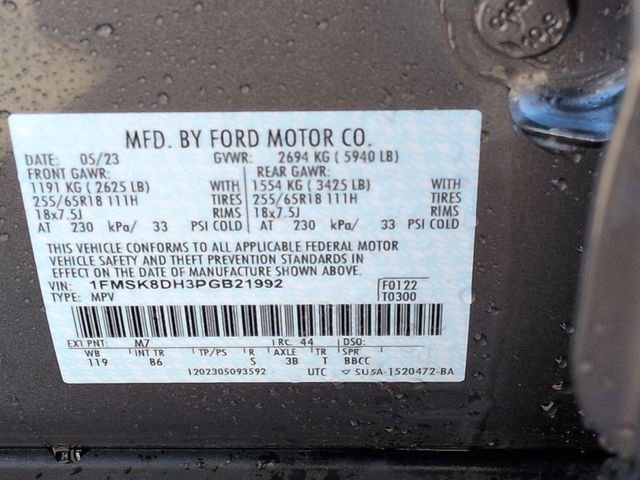 MFD. BY FORD MOTOR CO.
DATE: 05/23 GVWR: 2694 KG ( 5940 LB)
FRONT GAWR: REAR GAWR:
1191 KG ( 2625 LB) WITH 1554 KG ( 3425 LB) WITH
255/65R18 111H TIRES 255/65R18 111H TIRES
18x7.5J RIMS 18x7.5J RIMS
AT 230 kPa/ 33 PSI COLD AT 230 kPa/ 33 PSI COLD
THIS VEHICLE CONFORMS TO ALL APPLICABLE FEDERAL MOTOR
VEHICLE SAFETY AND THEFT PREVENTION STANDARDS IN
EFFECT ON THE DATE OF MANUFACTURE SHOWN ABOVE.
VIN: 1FMSK8DH3PGB21992 F0122
TYPE: MPV T0300
EXT PNT: M7 RC: 44 DSO:
WB INT TR TP/PS R AXLE TR SPR
119 B6 S 3B T BBCC
1202305093592 UTC ▽ SU5A-1520472-BA